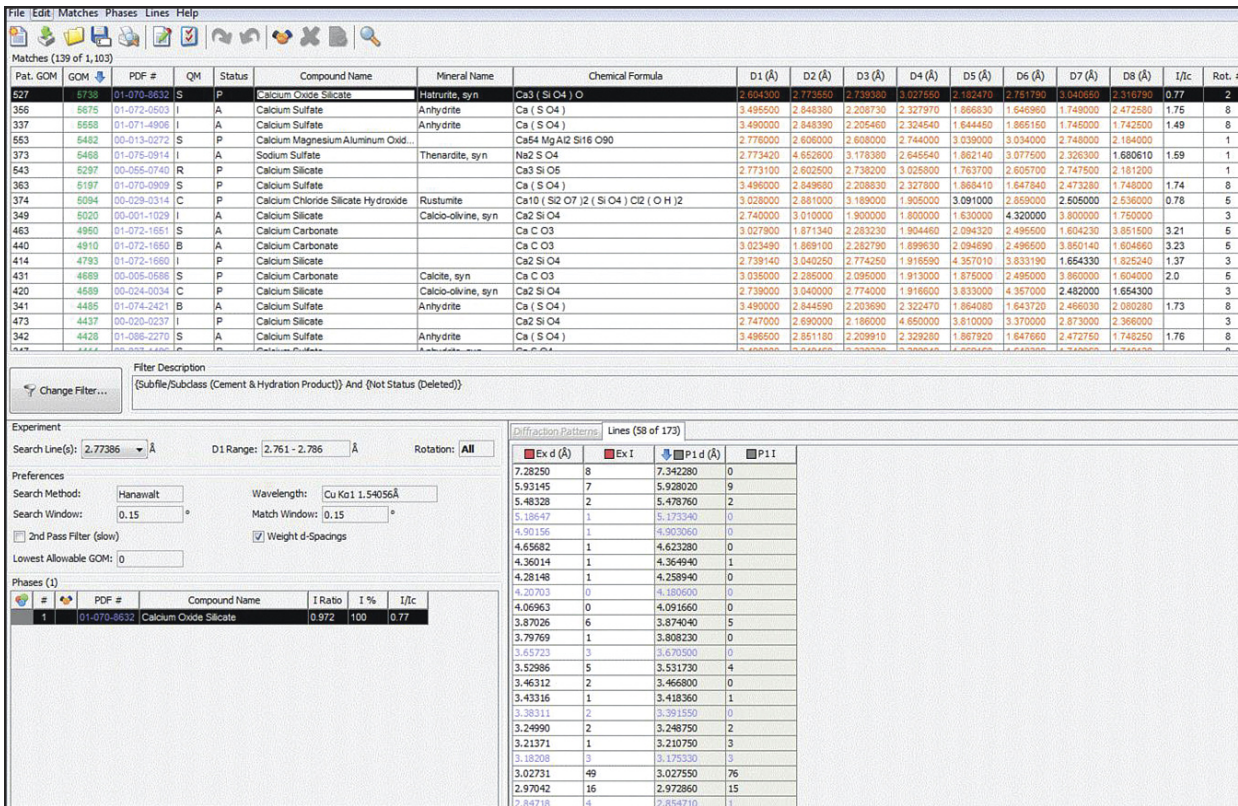 File Edit Matches Phases Lines Help
Matches (139 of 1,103)
Pat. GOM GOM PDF # QM Status Compound Name Mineral Name Chemical Formula D1 (Å) D2 (Å) D3 (Å) D4 (Å) D5 (Å) D6 (Å) D7 (Å) D8 (Å) I/Ic Rot. #
527 5738 01-070-8632 S P Calcium Oxide Silicate Hatrurite, syn Ca3 ( Si O4 ) O 2.604300 2.773550 2.739380 3.027550 2.182470 2.751790 3.040650 2.316790 0.77 2
356 5675 01-072-0503 I A Calcium Sulfate Anhydrite Ca ( S O4 ) 3.495500 2.848380 2.208730 2.327970 1.866830 1.646960 1.749000 2.472580 1.75 8
337 5558 01-071-4906 I A Calcium Sulfate Anhydrite Ca ( S O4 ) 3.490000 2.848390 2.205460 2.324540 1.644450 1.865150 1.745000 1.742500 1.49 8
553 5482 00-013-0272 S P Calcium Magnesium Aluminum Oxid... Ca54 Mg Al2 Si16 O90 2.776000 2.606000 2.608000 2.744000 3.039000 3.034000 2.748000 2.184000 1
373 5468 01-075-0914 I A Sodium Sulfate Thenardite, syn Na2 S O4 2.773420 4.652600 3.178380 2.645540 1.862140 3.077500 2.326300 1.680610 1.59 1
543 5297 00-055-0740 R P Calcium Silicate Ca3 Si O5 2.773100 2.602500 2.738200 3.025800 1.763700 2.605700 2.747500 2.181200 1
363 5197 01-070-0909 S P Calcium Sulfate Ca ( S O4 ) 3.496000 2.849680 2.208830 2.327800 1.868410 1.647840 2.473280 1.748000 1.74 8
374 5094 00-029-0314 C P Calcium Chloride Silicate Hydroxide Rustumite Ca10 ( Si2 O7 )2 ( Si O4 ) Cl2 ( O H )2 3.028000 2.881000 3.189000 1.905000 3.091000 2.859000 2.505000 2.536000 0.78 5
349 5020 00-001-1029 I A Calcium Silicate Calcio-olivine, syn Ca2 Si O4 2.740000 3.010000 1.900000 1.800000 1.630000 4.320000 3.800000 1.750000 3
463 4950 01-072-1651 S A Calcium Carbonate Ca C O3 3.027900 1.871340 2.283230 1.904460 2.094320 2.495500 1.604230 3.851500 3.21 5
440 4910 01-072-1650 B A Calcium Carbonate Ca C O3 3.023490 1.869100 2.282790 1.899630 2.094690 2.496500 3.850140 1.604660 3.23 5
414 4793 01-072-1660 I P Calcium Silicate Ca2 Si O4 2.739140 3.040250 2.774250 1.916590 4.357010 3.833190 1.654330 1.825240 1.37 3
431 4689 00-005-0586 S P Calcium Carbonate Calcite, syn Ca C O3 3.035000 2.285000 2.095000 1.913000 1.875000 2.495000 3.860000 1.604000 2.0 5
420 4589 00-024-0034 C P Calcium Silicate Calcio-olivine, syn Ca2 Si O4 2.739000 3.040000 2.774000 1.916600 3.833000 4.357000 2.482000 1.654300 3
341 4485 01-074-2421 B A Calcium Sulfate Anhydrite Ca ( S O4 ) 3.490000 2.844590 2.203690 2.322470 1.864080 1.643720 2.466030 2.080280 1.73 8
473 4437 00-020-0237 I P Calcium Silicate Ca2 Si O4 2.747000 2.690000 2.186000 4.650000 3.810000 3.370000 2.873000 2.366000 3
342 4428 01-086-2270 S A Calcium Sulfate Anhydrite Ca ( S O4 ) 3.496500 2.851180 2.209910 2.329280 1.867920 1.647660 2.472750 1.748250 1.76 8
Change Filter...
Filter Description
{Subfile/Subclass (Cement & Hydration Product)} And {Not Status (Deleted)}
Experiment
Search Line(s): 2.77386 Å D1 Range: 2.761 - 2.786 Å Rotation: All
Preferences
Search Method: Hanawalt Wavelength: Cu Kα1 1.54056Å
Search Window: 0.15 ° Match Window: 0.15 °
2nd Pass Filter (slow) Weight d-Spacings
Lowest Allowable GOM: 0
Phases (1)
# PDF # Compound Name I Ratio I % I/Ic
1 01-070-8632 Calcium Oxide Silicate 0.972 100 0.77
Diffraction Patterns Lines (58 of 173)
Ex d (Å) Ex I P1 d (Å) P1 I
7.28250 8 7.342280 0
5.93145 7 5.928020 9
5.48328 2 5.478760 2
5.18647 1 5.173340 0
4.90156 1 4.903060 0
4.65682 1 4.623280 0
4.36014 1 4.364940 1
4.28148 1 4.258940 0
4.20703 0 4.180600 0
4.06963 0 4.091660 0
3.87026 6 3.874040 5
3.79769 1 3.808230 0
3.65723 3 3.670500 0
3.52986 5 3.531730 4
3.46312 2 3.466800 0
3.43316 1 3.418360 1
3.38311 2 3.391550 0
3.24990 2 3.248750 2
3.21371 1 3.210750 3
3.18208 3 3.175330 3
3.02731 49 3.027550 76
2.97042 16 2.972860 15
2.84718 4 2.854710 1